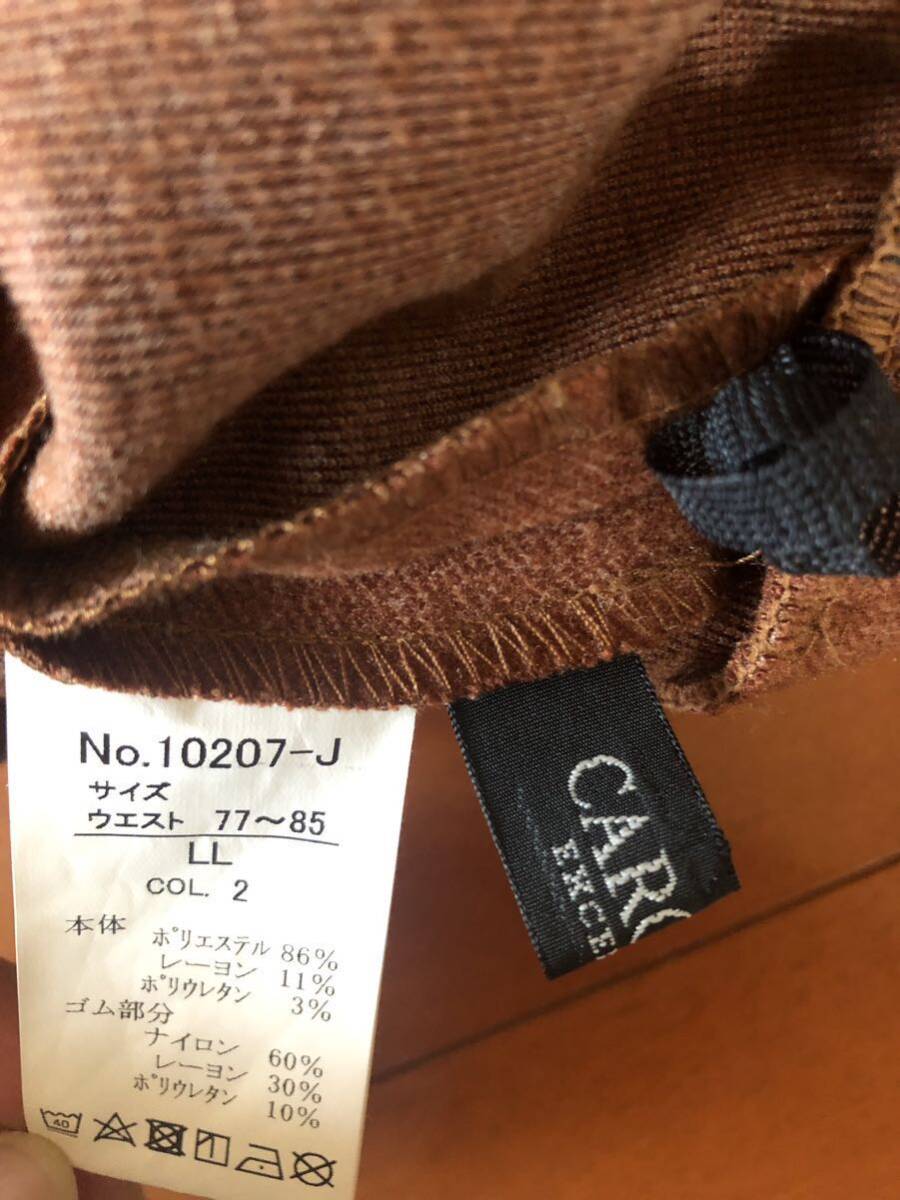 No.10207-J
サイズ
ウエスト 77～85
LL
COL. 2
本体 ポリエステル 86%
レーヨン 11%
ポリウレタン 3%
ゴム部分
ナイロン 60%
レーヨン 30%
ポリウレタン 10%
40